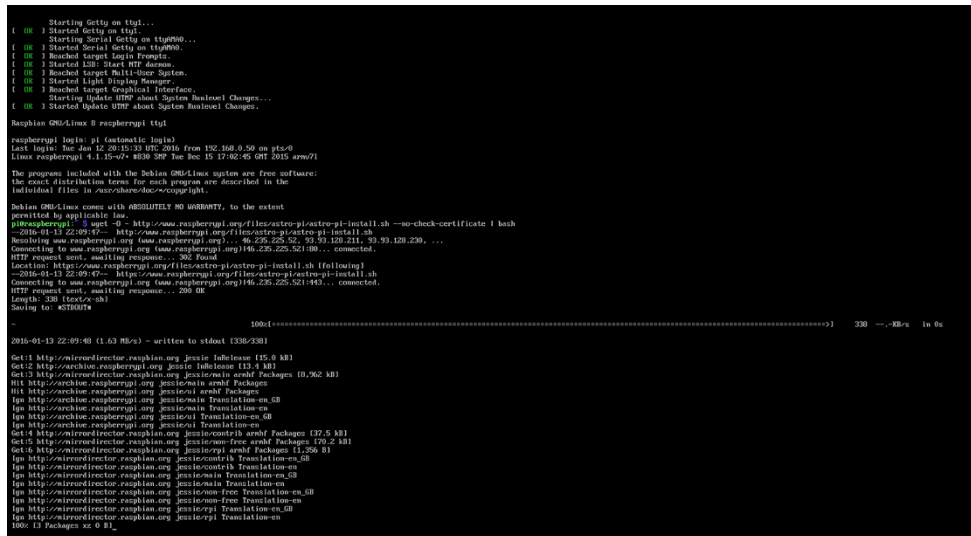 Starting Getty on tty1...
[  OK  ] Started Getty on tty1.
Starting Serial Getty on ttyAMA0...
[  OK  ] Started Serial Getty on ttyAMA0.
[  OK  ] Reached target Login Prompts.
[  OK  ] Started LSB: Start NTP daemon.
[  OK  ] Reached target Multi-User System.
[  OK  ] Started Light Display Manager.
[  OK  ] Reached target Graphical Interface.
Starting Update UTMP about System Runlevel Changes...
[  OK  ] Started Update UTMP about System Runlevel Changes.
Raspbian GNU/Linux 8 raspberrypi tty1
raspberrypi login: pi (automatic login)
Last login: Tue Jan 12 20:15:33 UTC 2016 from 192.168.0.50 on pts/0
Linux raspberrypi 4.1.15-v7+ #830 SMP Tue Dec 15 17:02:45 GMT 2015 armv7l
The programs included with the Debian GNU/Linux system are free software;
the exact distribution terms for each program are described in the
individual files in /usr/share/doc/*/copyright.
Debian GNU/Linux comes with ABSOLUTELY NO WARRANTY, to the extent
permitted by applicable law.
pi@raspberrypi:~ $ wget -O - http://www.raspberrypi.org/files/astro-pi/astro-pi-install.sh --no-check-certificate | bash
--2016-01-13 22:09:47--  http://www.raspberrypi.org/files/astro-pi/astro-pi-install.sh
Resolving www.raspberrypi.org (www.raspberrypi.org)... 46.235.225.52, 93.93.128.211, 93.93.128.230, ...
Connecting to www.raspberrypi.org (www.raspberrypi.org)|46.235.225.52|:80... connected.
HTTP request sent, awaiting response... 302 Found
Location: https://www.raspberrypi.org/files/astro-pi/astro-pi-install.sh [following]
--2016-01-13 22:09:47--  https://www.raspberrypi.org/files/astro-pi/astro-pi-install.sh
Connecting to www.raspberrypi.org (www.raspberrypi.org)|46.235.225.52|:443... connected.
HTTP request sent, awaiting response... 200 OK
Length: 338 [text/x-sh]
Saving to: ‘STDOUT’
-                    100%[=====================================================>]     338  --.-KB/s   in 0s
2016-01-13 22:09:48 (1.63 MB/s) - written to stdout [338/338]
Get:1 http://mirrordirector.raspbian.org jessie InRelease [15.0 kB]
Get:2 http://archive.raspberrypi.org jessie InRelease [13.4 kB]
Get:3 http://mirrordirector.raspbian.org jessie/main armhf Packages [8,962 kB]
Hit http://archive.raspberrypi.org jessie/main armhf Packages
Hit http://archive.raspberrypi.org jessie/ui armhf Packages
Ign http://archive.raspberrypi.org jessie/main Translation-en_GB
Ign http://archive.raspberrypi.org jessie/main Translation-en
Ign http://archive.raspberrypi.org jessie/ui Translation-en_GB
Ign http://archive.raspberrypi.org jessie/ui Translation-en
Get:4 http://mirrordirector.raspbian.org jessie/contrib armhf Packages [37.5 kB]
Get:5 http://mirrordirector.raspbian.org jessie/non-free armhf Packages [70.2 kB]
Get:6 http://mirrordirector.raspbian.org jessie/rpi armhf Packages [1,356 B]
Ign http://mirrordirector.raspbian.org jessie/contrib Translation-en_GB
Ign http://mirrordirector.raspbian.org jessie/contrib Translation-en
Ign http://mirrordirector.raspbian.org jessie/main Translation-en_GB
Ign http://mirrordirector.raspbian.org jessie/main Translation-en
Ign http://mirrordirector.raspbian.org jessie/non-free Translation-en_GB
Ign http://mirrordirector.raspbian.org jessie/non-free Translation-en
Ign http://mirrordirector.raspbian.org jessie/rpi Translation-en_GB
Ign http://mirrordirector.raspbian.org jessie/rpi Translation-en
100% [3 Packages xz 0 B]_